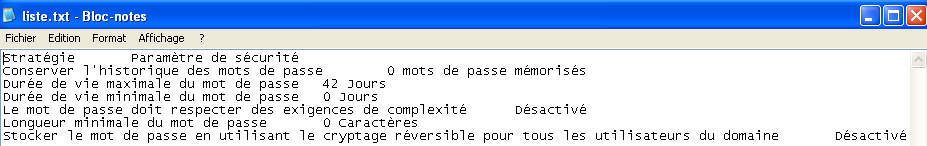 liste.txt - Bloc-notes
Fichier Edition Format Affichage ?
Stratégie Paramètre de sécurité
Conserver l'historique des mots de passe 0 mots de passe mémorisés
Durée de vie maximale du mot de passe 42 Jours
Durée de vie minimale du mot de passe 0 Jours
Le mot de passe doit respecter des exigences de complexité Désactivé
Longueur minimale du mot de passe 0 Caractères
Stocker le mot de passe en utilisant le cryptage réversible pour tous les utilisateurs du domaine Désactivé